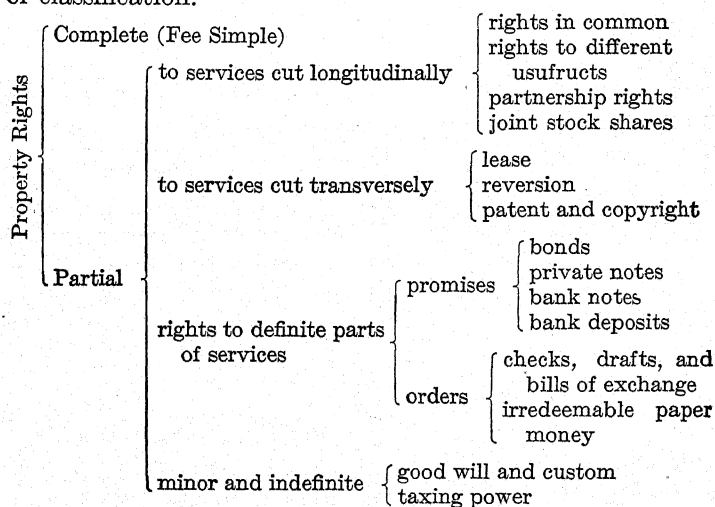 of classification.
Property Rights
Complete (Fee Simple)
Partial
to services cut longitudinally
rights in common
rights to different
usufructs
partnership rights
joint stock shares
to services cut transversely
lease
reversion
patent and copyright
rights to definite parts
of services
promises
bonds
private notes
bank notes
bank deposits
orders
checks, drafts, and
bills of exchange
irredeemable paper
money
minor and indefinite
good will and custom
taxing power